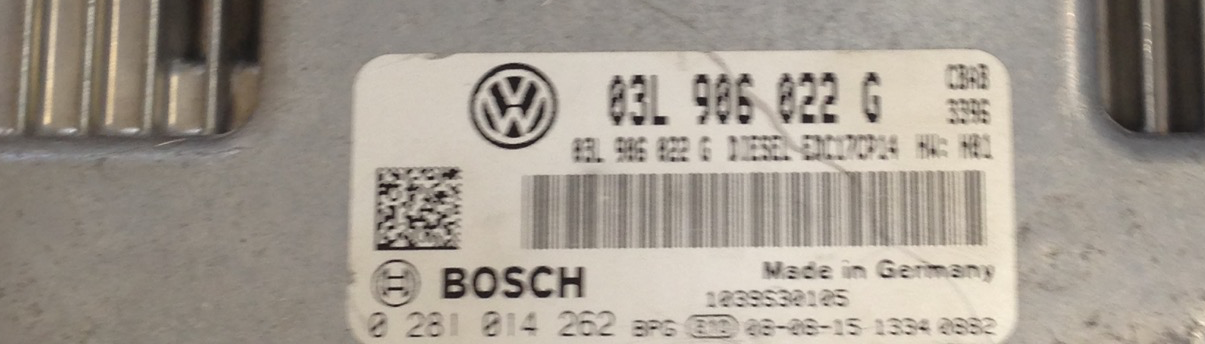 03L 906 022 G CBAB
3396
03L 906 022 G DIESEL EDC17CP14 HW: H01
BOSCH
Made in Germany
1039S30105
0 281 014 262 BPG 08-08-15 1334 0882